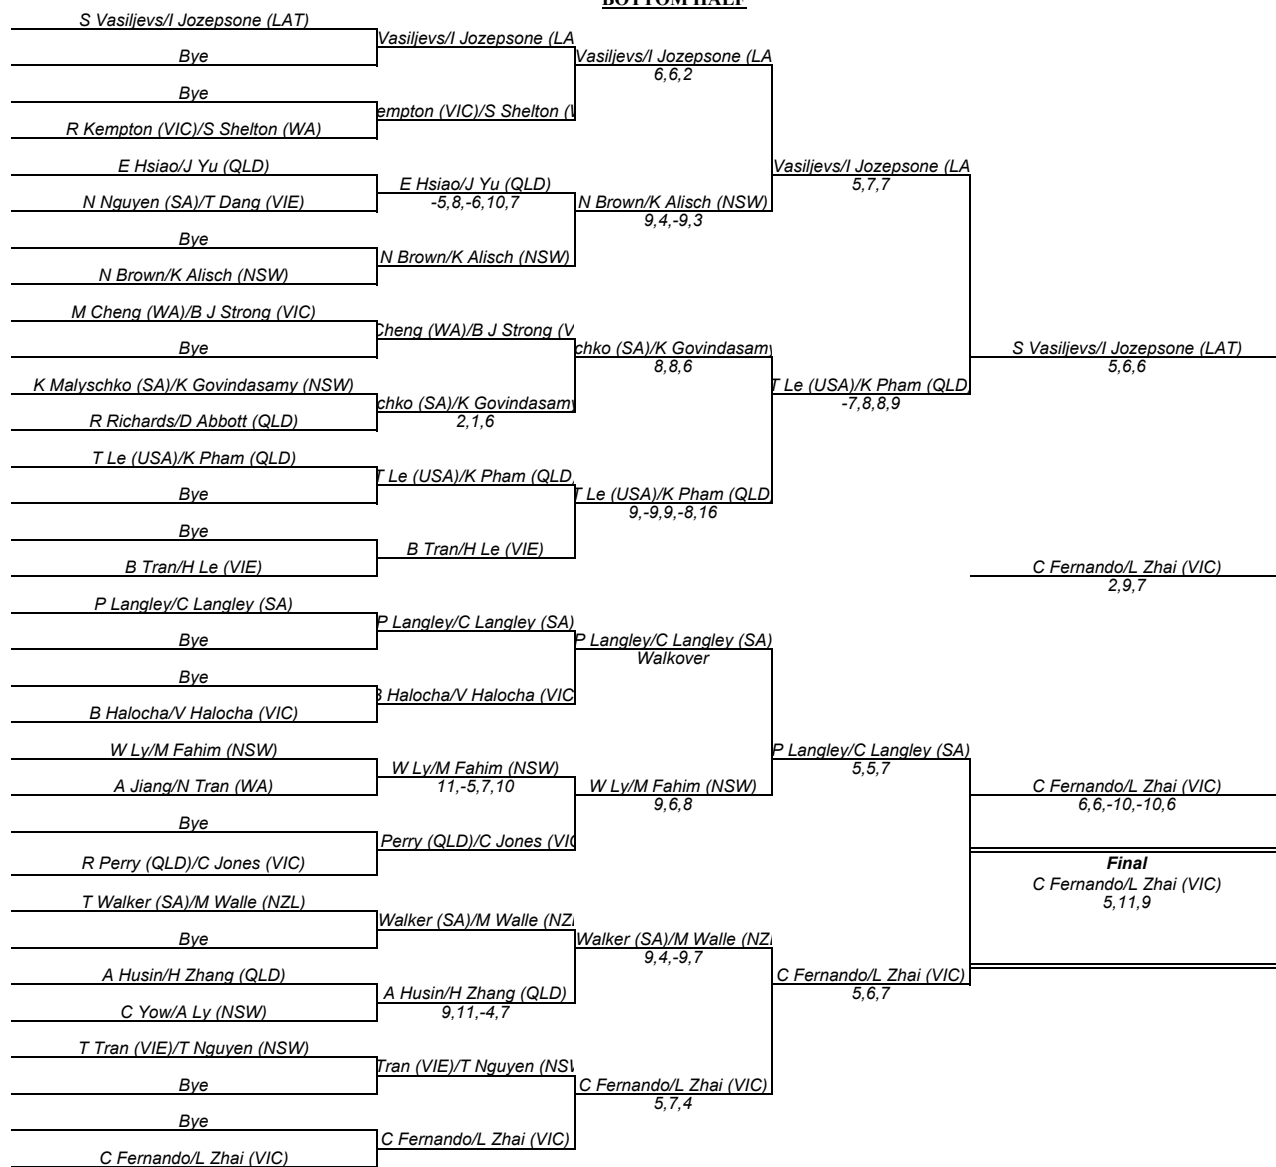 BOTTOM HALF
S Vasiljevs/I Jozepsone (LAT)
Bye
Bye
R Kempton (VIC)/S Shelton (WA)
E Hsiao/J Yu (QLD)
N Nguyen (SA)/T Dang (VIE)
Bye
N Brown/K Alisch (NSW)
M Cheng (WA)/B J Strong (VIC)
Bye
K Malyschko (SA)/K Govindasamy (NSW)
R Richards/D Abbott (QLD)
T Le (USA)/K Pham (QLD)
Bye
Bye
B Tran/H Le (VIE)
P Langley/C Langley (SA)
Bye
Bye
B Halocha/V Halocha (VIC)
W Ly/M Fahim (NSW)
A Jiang/N Tran (WA)
Bye
R Perry (QLD)/C Jones (VIC)
T Walker (SA)/M Walle (NZL)
Bye
A Husin/H Zhang (QLD)
C Yow/A Ly (NSW)
T Tran (VIE)/T Nguyen (NSW)
Bye
Bye
C Fernando/L Zhai (VIC)
Vasiljevs/I Jozepsone (LA
empton (VIC)/S Shelton (
E Hsiao/J Yu (QLD)
-5,8,-6,10,7
N Brown/K Alisch (NSW)
Cheng (WA)/B J Strong (V
chko (SA)/K Govindasamy
2,1,6
T Le (USA)/K Pham (QLD)
B Tran/H Le (VIE)
P Langley/C Langley (SA)
B Halocha/V Halocha (VIC
W Ly/M Fahim (NSW)
11,-5,7,10
Perry (QLD)/C Jones (VIC
Walker (SA)/M Walle (NZL
A Husin/H Zhang (QLD)
9,11,-4,7
Tran (VIE)/T Nguyen (NSW
C Fernando/L Zhai (VIC)
Vasiljevs/I Jozepsone (LA
6,6,2
N Brown/K Alisch (NSW)
9,4,-9,3
chko (SA)/K Govindasamy
8,8,6
T Le (USA)/K Pham (QLD)
9,-9,9,-8,16
P Langley/C Langley (SA)
Walkover
W Ly/M Fahim (NSW)
9,6,8
Walker (SA)/M Walle (NZL
9,4,-9,7
C Fernando/L Zhai (VIC)
5,7,4
Vasiljevs/I Jozepsone (LA
5,7,7
T Le (USA)/K Pham (QLD)
-7,8,8,9
P Langley/C Langley (SA)
5,5,7
C Fernando/L Zhai (VIC)
5,6,7
S Vasiljevs/I Jozepsone (LAT)
5,6,6
C Fernando/L Zhai (VIC)
2,9,7
C Fernando/L Zhai (VIC)
6,6,-10,-10,6
Final
C Fernando/L Zhai (VIC)
5,11,9